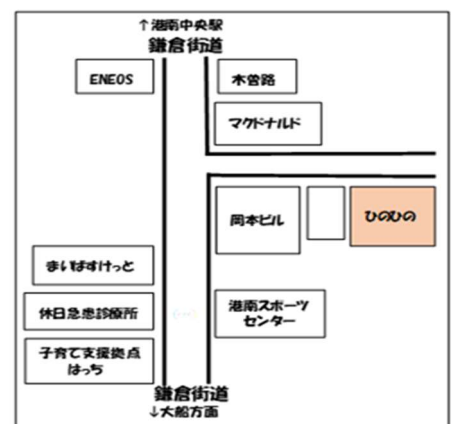 ↑港南中央駅
鎌倉街道
ENEOS
木曽路
マクドナルド
岡本ビル
ひのひの
まいばすけっと
休日急患診療所
港南スポーツ
センター
子育て支援拠点
はっち
鎌倉街道
↓大船方面